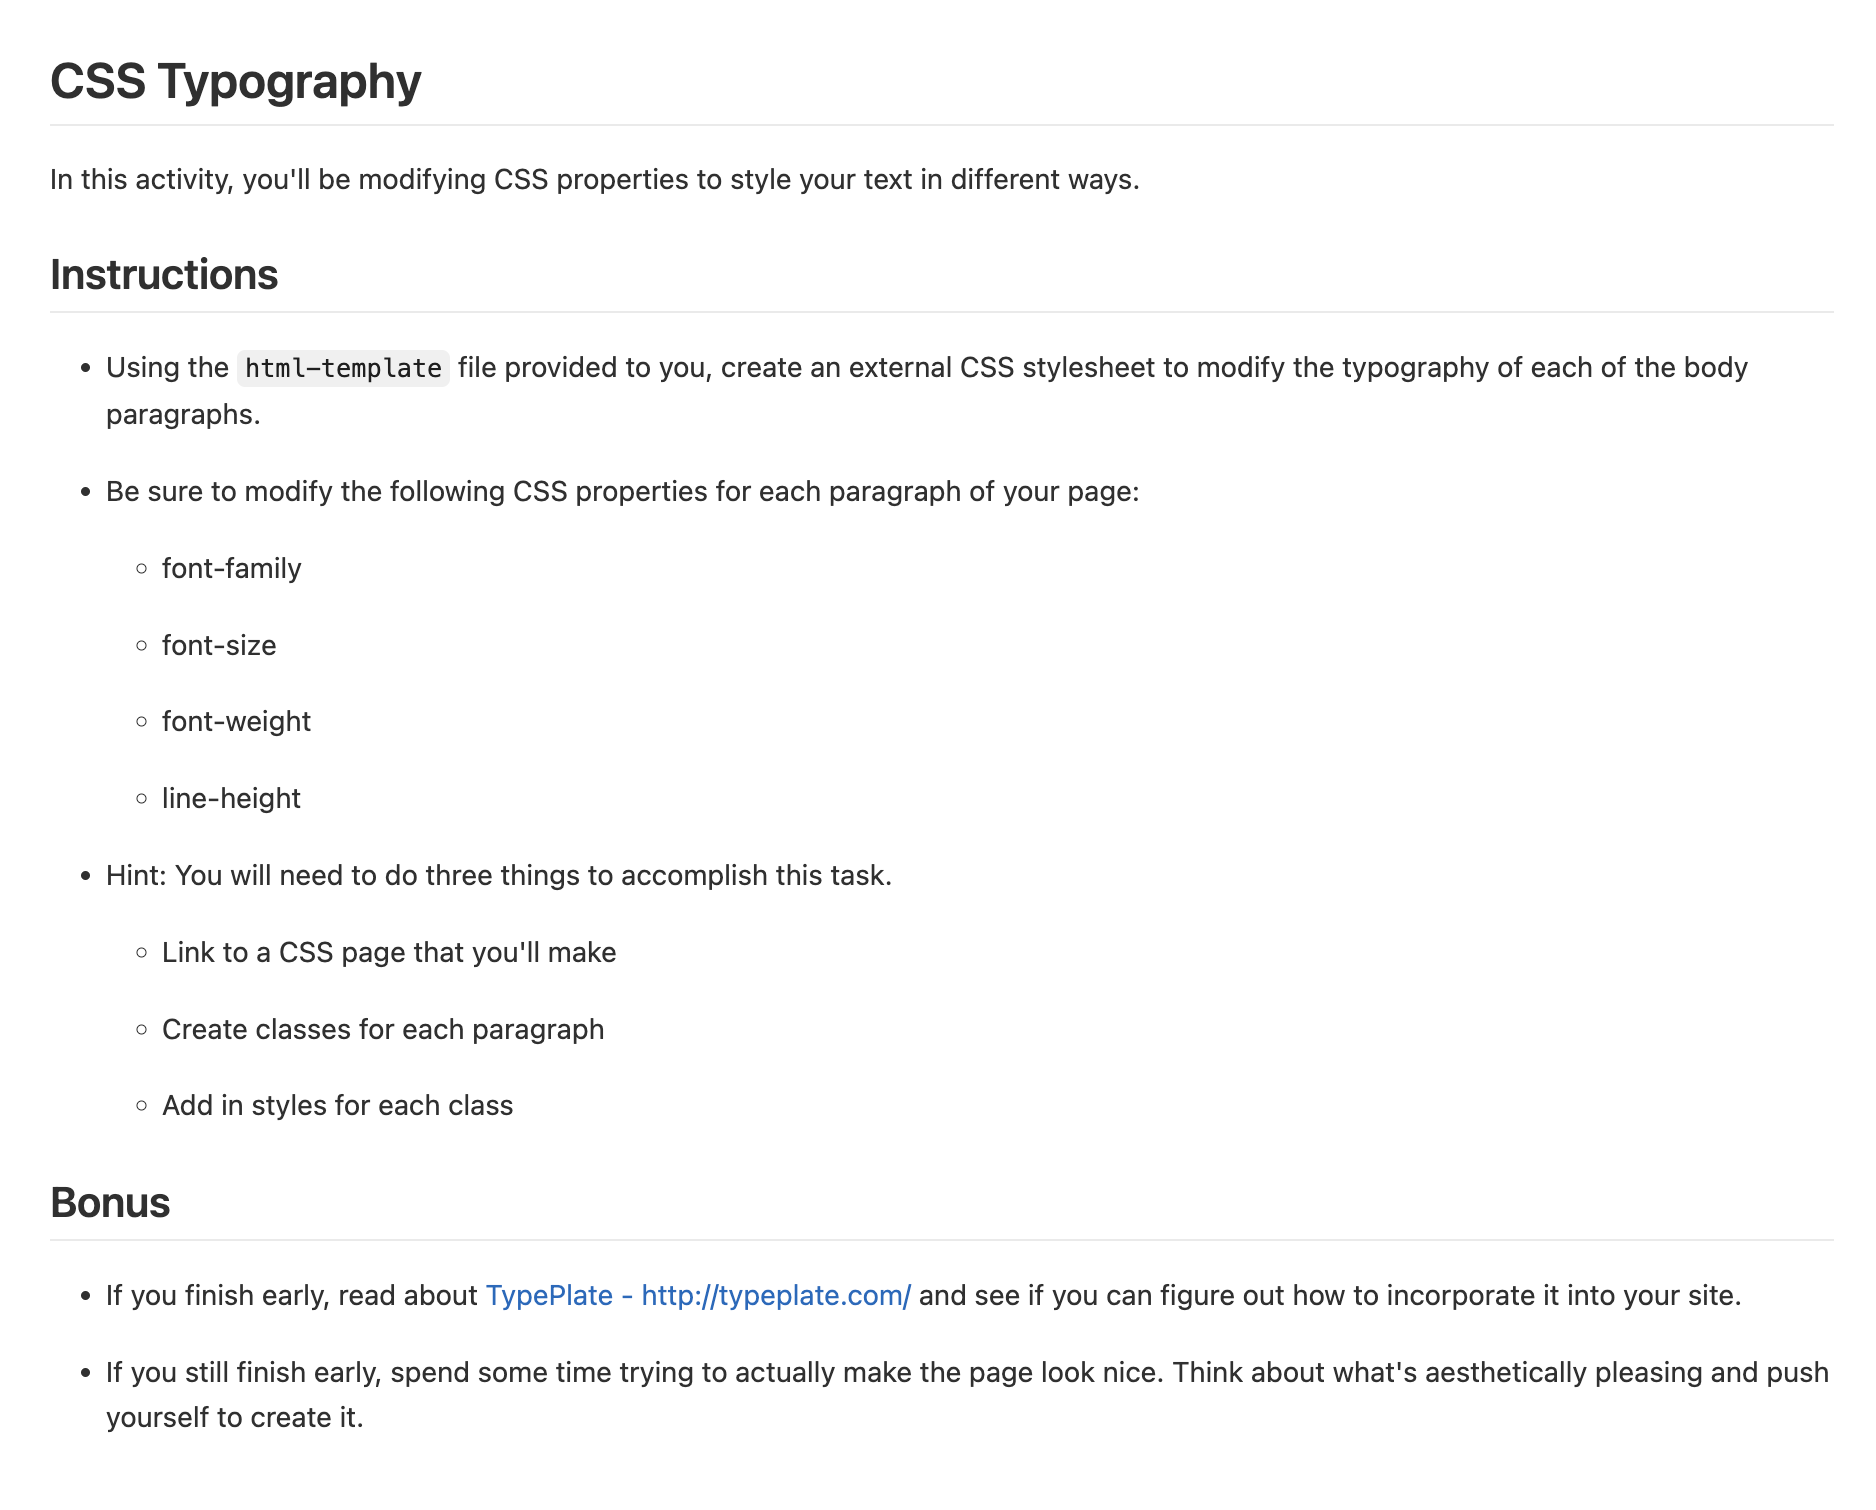 CSS Typography
In this activity, you'll be modifying CSS properties to style your text in different ways.
Instructions
• Using the html-template file provided to you, create an external CSS stylesheet to modify the typography of each of the body
paragraphs.
• Be sure to modify the following CSS properties for each paragraph of your page:
◦ font-family
◦ font-size
◦ font-weight
◦ line-height
• Hint: You will need to do three things to accomplish this task.
◦ Link to a CSS page that you'll make
◦ Create classes for each paragraph
◦ Add in styles for each class
Bonus
• If you finish early, read about TypePlate - http://typeplate.com/ and see if you can figure out how to incorporate it into your site.
• If you still finish early, spend some time trying to actually make the page look nice. Think about what's aesthetically pleasing and push
yourself to create it.